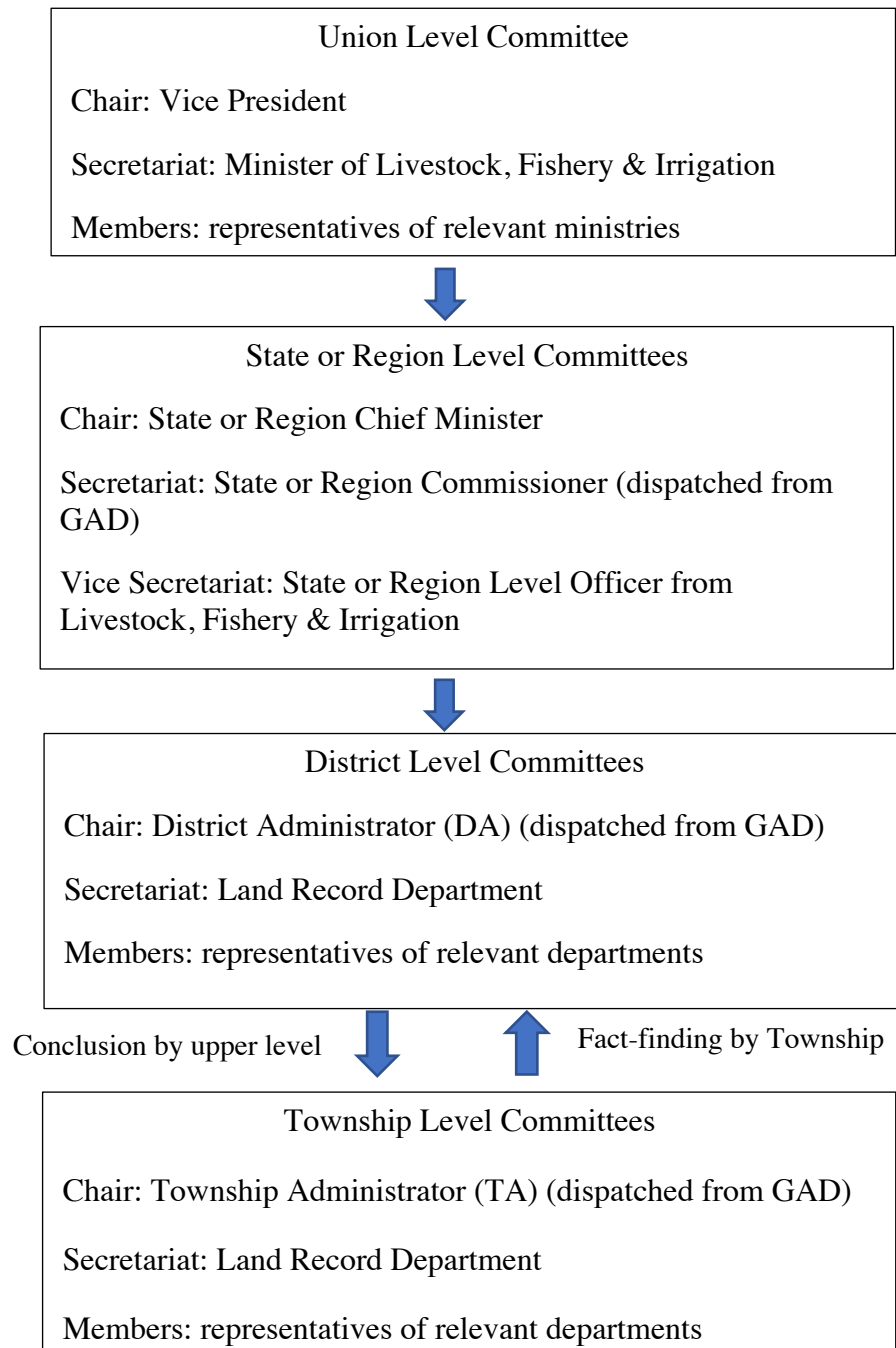 Union Level Committee
Chair: Vice President
Secretariat: Minister of Livestock, Fishery & Irrigation
Members: representatives of relevant ministries
State or Region Level Committees
Chair: State or Region Chief Minister
Secretariat: State or Region Commissioner (dispatched from
GAD)
Vice Secretariat: State or Region Level Officer from
Livestock, Fishery & Irrigation
District Level Committees
Chair: District Administrator (DA) (dispatched from GAD)
Secretariat: Land Record Department
Members: representatives of relevant departments
Conclusion by upper level
Fact-finding by Township
Township Level Committees
Chair: Township Administrator (TA) (dispatched from GAD)
Secretariat: Land Record Department
Members: representatives of relevant departments